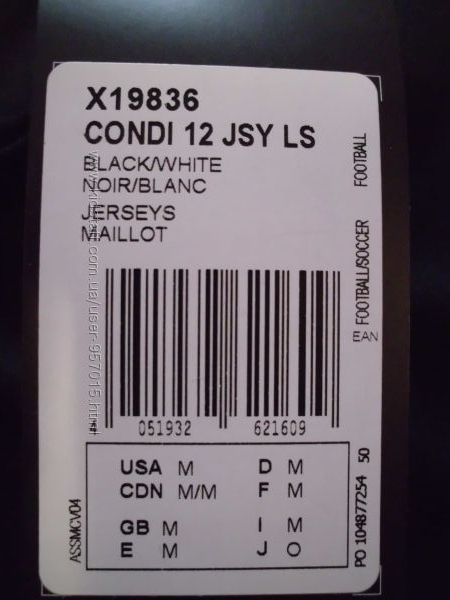 X19836
CONDI 12 JSY LS
BLACK/WHITE
NOIR/BLANC
JERSEYS
MAILLOT
FOOTBALL
FOOTBALL/SOCCER
EAN
051932 621609
USA M D M
CDN M/M F M
GB M I M
E M J O
ASSMCV04
PO 104877254 50